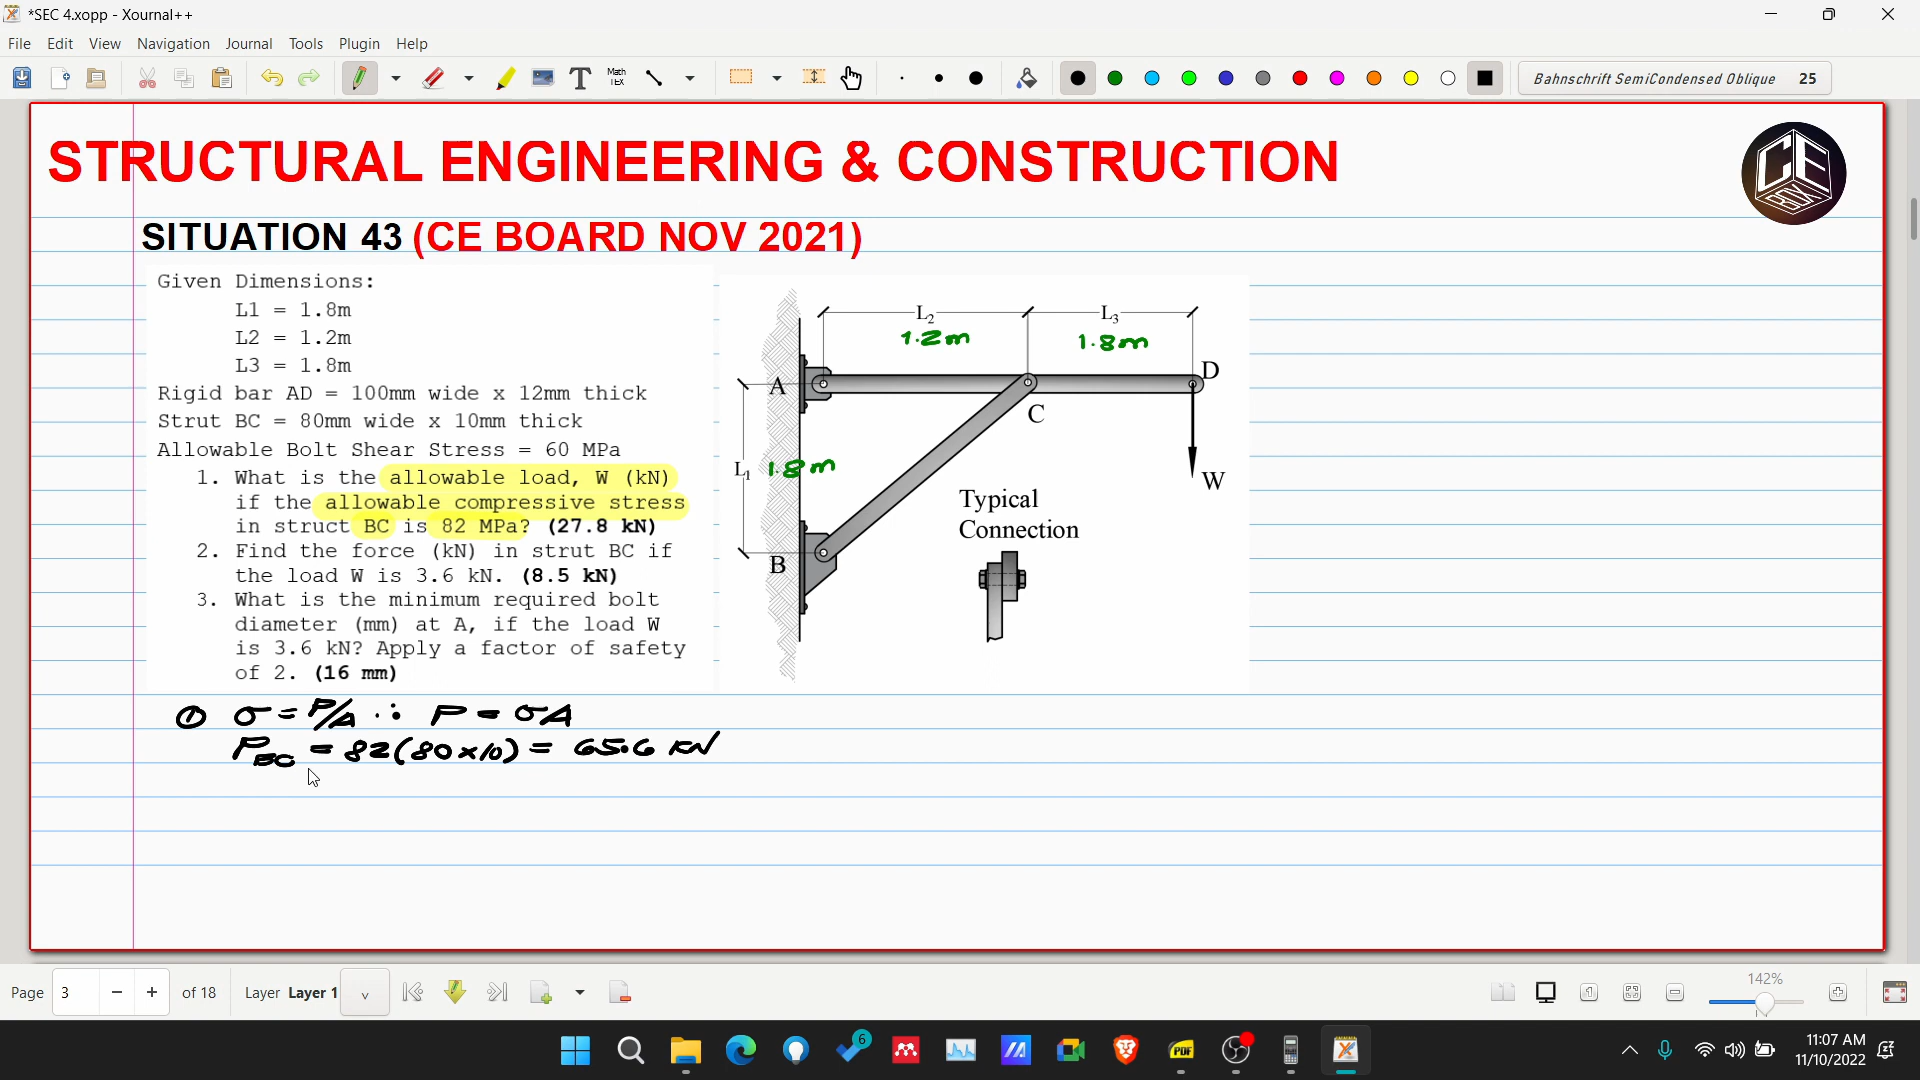 *SEC 4.xopp - Xournal++
File Edit View Navigation Journal Tools Plugin Help
Math
TEX
Bahnschrift SemiCondensed Oblique 25
STRUCTURAL ENGINEERING & CONSTRUCTION
CE
BOX
SITUATION 43 (CE BOARD NOV 2021)
Given Dimensions:
L1 = 1.8m
L2 = 1.2m
L3 = 1.8m
Rigid bar AD = 100mm wide x 12mm thick
Strut BC = 80mm wide x 10mm thick
Allowable Bolt Shear Stress = 60 MPa
1. What is the allowable load, W (kN)
if the allowable compressive stress
in struct BC is 82 MPa? (27.8 kN)
2. Find the force (kN) in strut BC if
the load W is 3.6 kN. (8.5 kN)
3. What is the minimum required bolt
diameter (mm) at A, if the load W
is 3.6 kN? Apply a factor of safety
of 2. (16 mm)
L2 L3
1.2m 1.8m
A D
C
L1 1.8m
W
Typical
Connection
B
① σ = P/A ∴ P = σA
PBC = 82(80x10) = 65.6 kN
Page 3 of 18 Layer Layer 1
142%
6
PDF
11:07 AM
11/10/2022